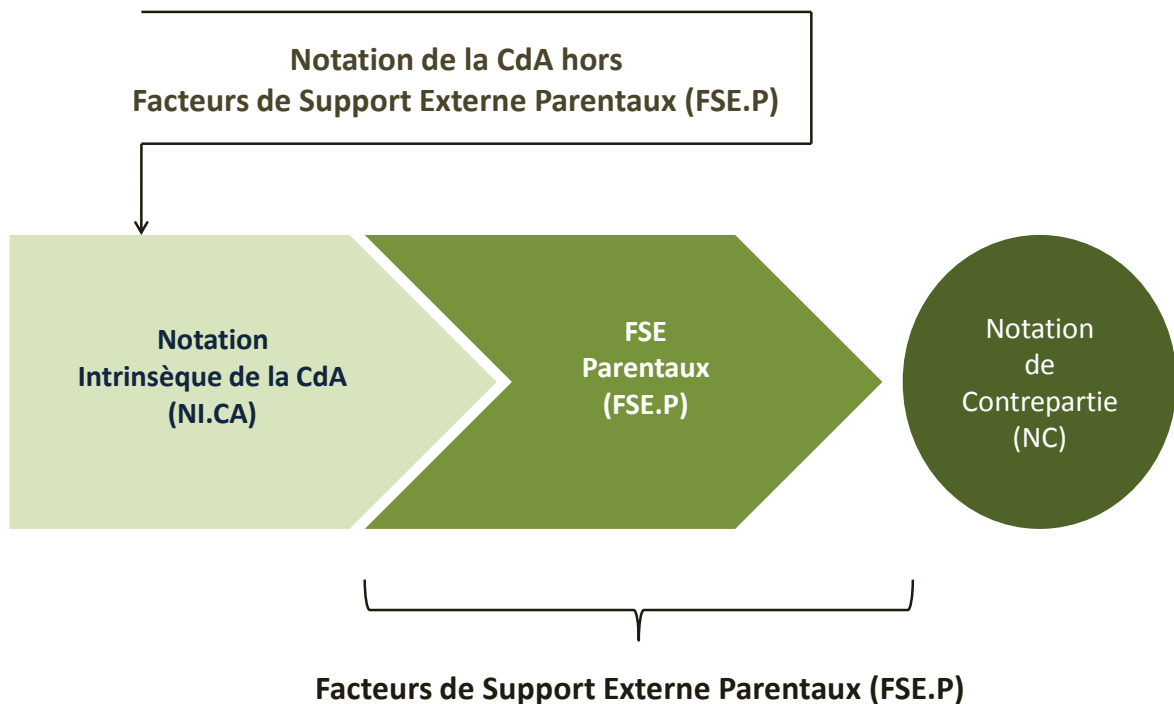 Notation de la CdA hors
Facteurs de Support Externe Parentaux (FSE.P)
Notation
Intrinsèque de la CdA
(NI.CA)
FSE
Parentaux
(FSE.P)
Notation
de
Contrepartie
(NC)
Facteurs de Support Externe Parentaux (FSE.P)